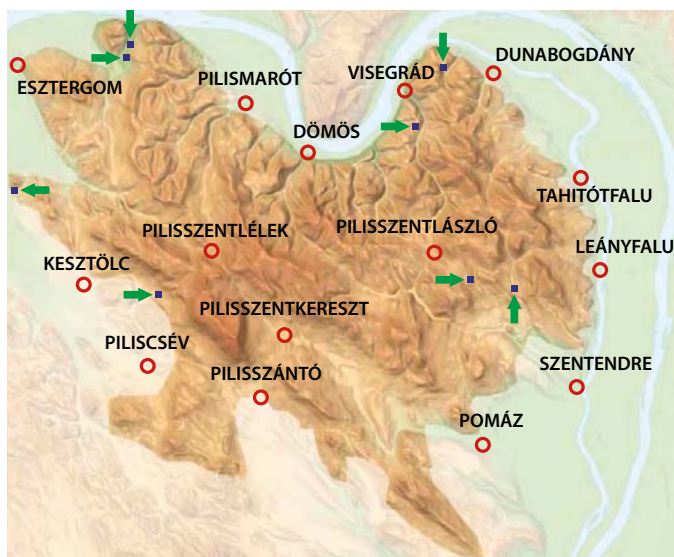 DUNABOGDÁNY
VISEGRÁD
ESZTERGOM
PILISMARÓT
DÖMÖS
TAHITÓTFALU
PILISSZENTLÉLEK
PILISSZENTLÁSZLÓ
LEÁNYFALU
KESZTÖLC
PILISSZENTKERESZT
PILISCSÉV
SZENTENDRE
PILISSZÁNTÓ
POMÁZ